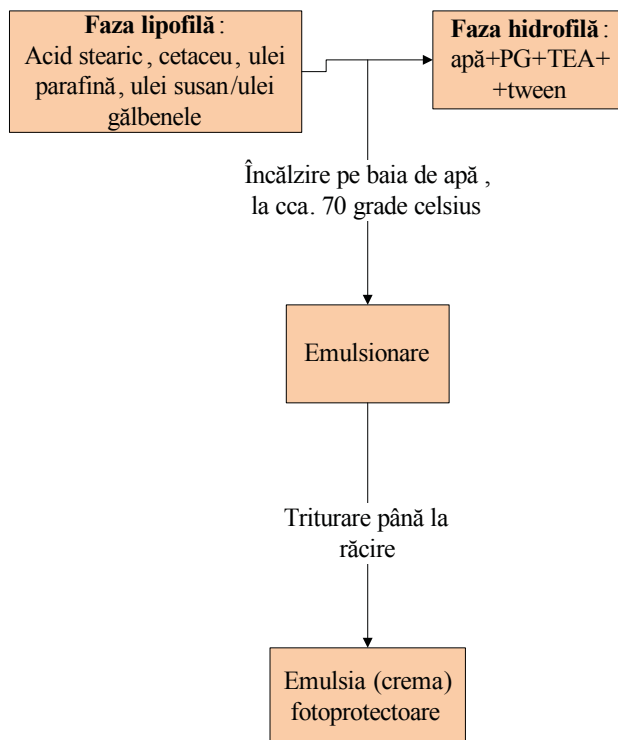 Faza lipofilă:
Acid stearic, cetaceu, ulei
parafină, ulei susan/ulei
gălbenele
Faza hidrofilă:
apă+PG+TEA+
+tween
Încălzire pe baia de apă ,
la cca. 70 grade celsius
Emulsionare
Triturare până la
răcire
Emulsia (crema)
fotoprotectoare